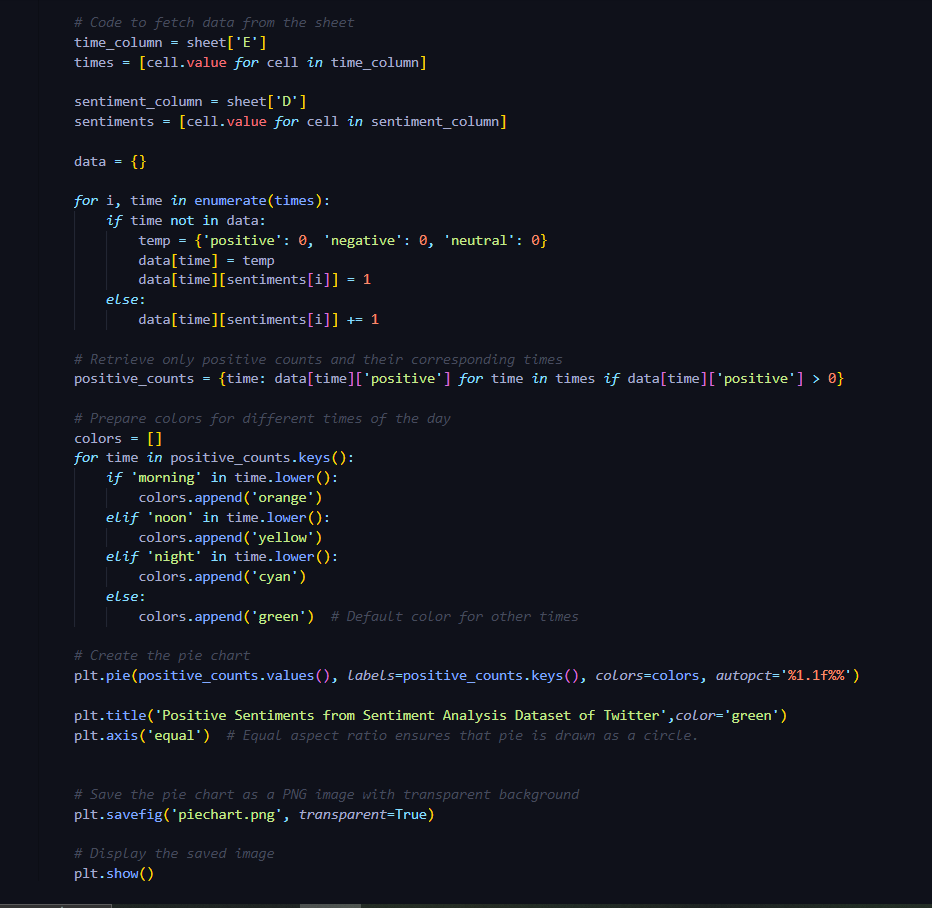 # Code to fetch data from the sheet
time_column = sheet['E']
times = [cell.value for cell in time_column]

sentiment_column = sheet['D']
sentiments = [cell.value for cell in sentiment_column]

data = {}

for i, time in enumerate(times):
    if time not in data:
        temp = {'positive': 0, 'negative': 0, 'neutral': 0}
        data[time] = temp
        data[time][sentiments[i]] = 1
    else:
        data[time][sentiments[i]] += 1

# Retrieve only positive counts and their corresponding times
positive_counts = {time: data[time]['positive'] for time in times if data[time]['positive'] > 0}

# Prepare colors for different times of the day
colors = []
for time in positive_counts.keys():
    if 'morning' in time.lower():
        colors.append('orange')
    elif 'noon' in time.lower():
        colors.append('yellow')
    elif 'night' in time.lower():
        colors.append('cyan')
    else:
        colors.append('green')  # Default color for other times

# Create the pie chart
plt.pie(positive_counts.values(), labels=positive_counts.keys(), colors=colors, autopct='%1.1f%%')

plt.title('Positive Sentiments from Sentiment Analysis Dataset of Twitter',color='green')
plt.axis('equal')  # Equal aspect ratio ensures that pie is drawn as a circle.


# Save the pie chart as a PNG image with transparent background
plt.savefig('piechart.png', transparent=True)

# Display the saved image
plt.show()